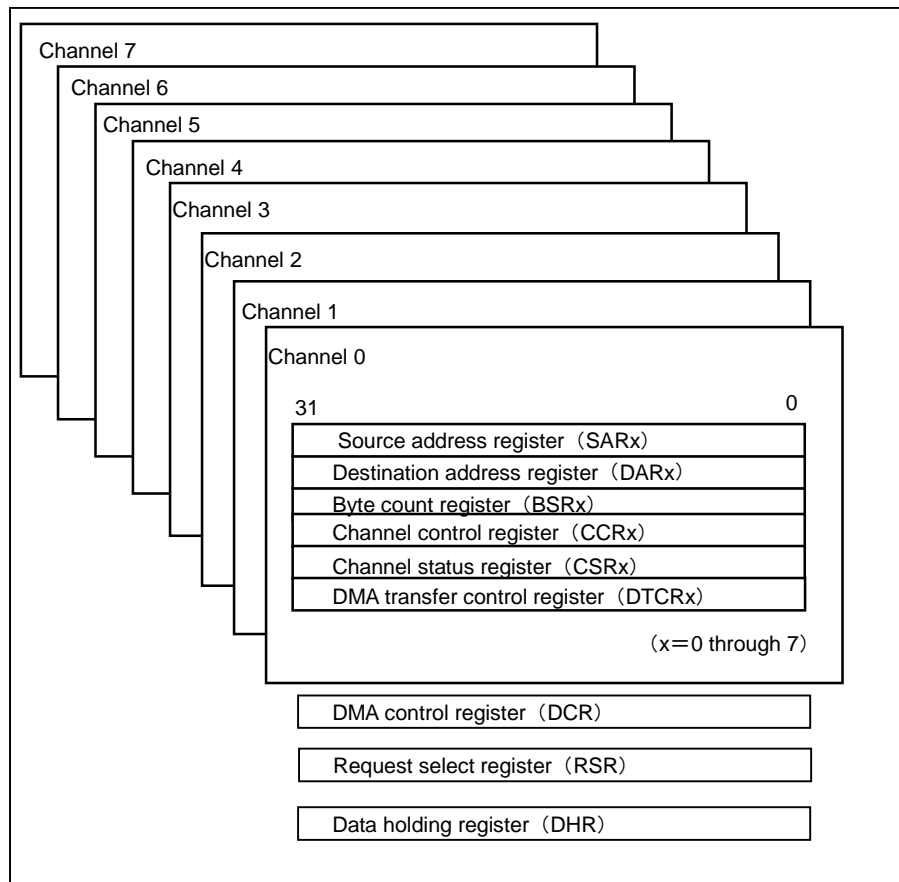 Channel 7
Channel 6
Channel 5
Channel 4
Channel 3
Channel 2
Channel 1
Channel 0
31 0
Source address register（SARx）
Destination address register（DARx）
Byte count register（BSRx）
Channel control register（CCRx）
Channel status register（CSRx）
DMA transfer control register（DTCRx）
（x＝0 through 7）
DMA control register（DCR）
Request select register（RSR）
Data holding register（DHR）